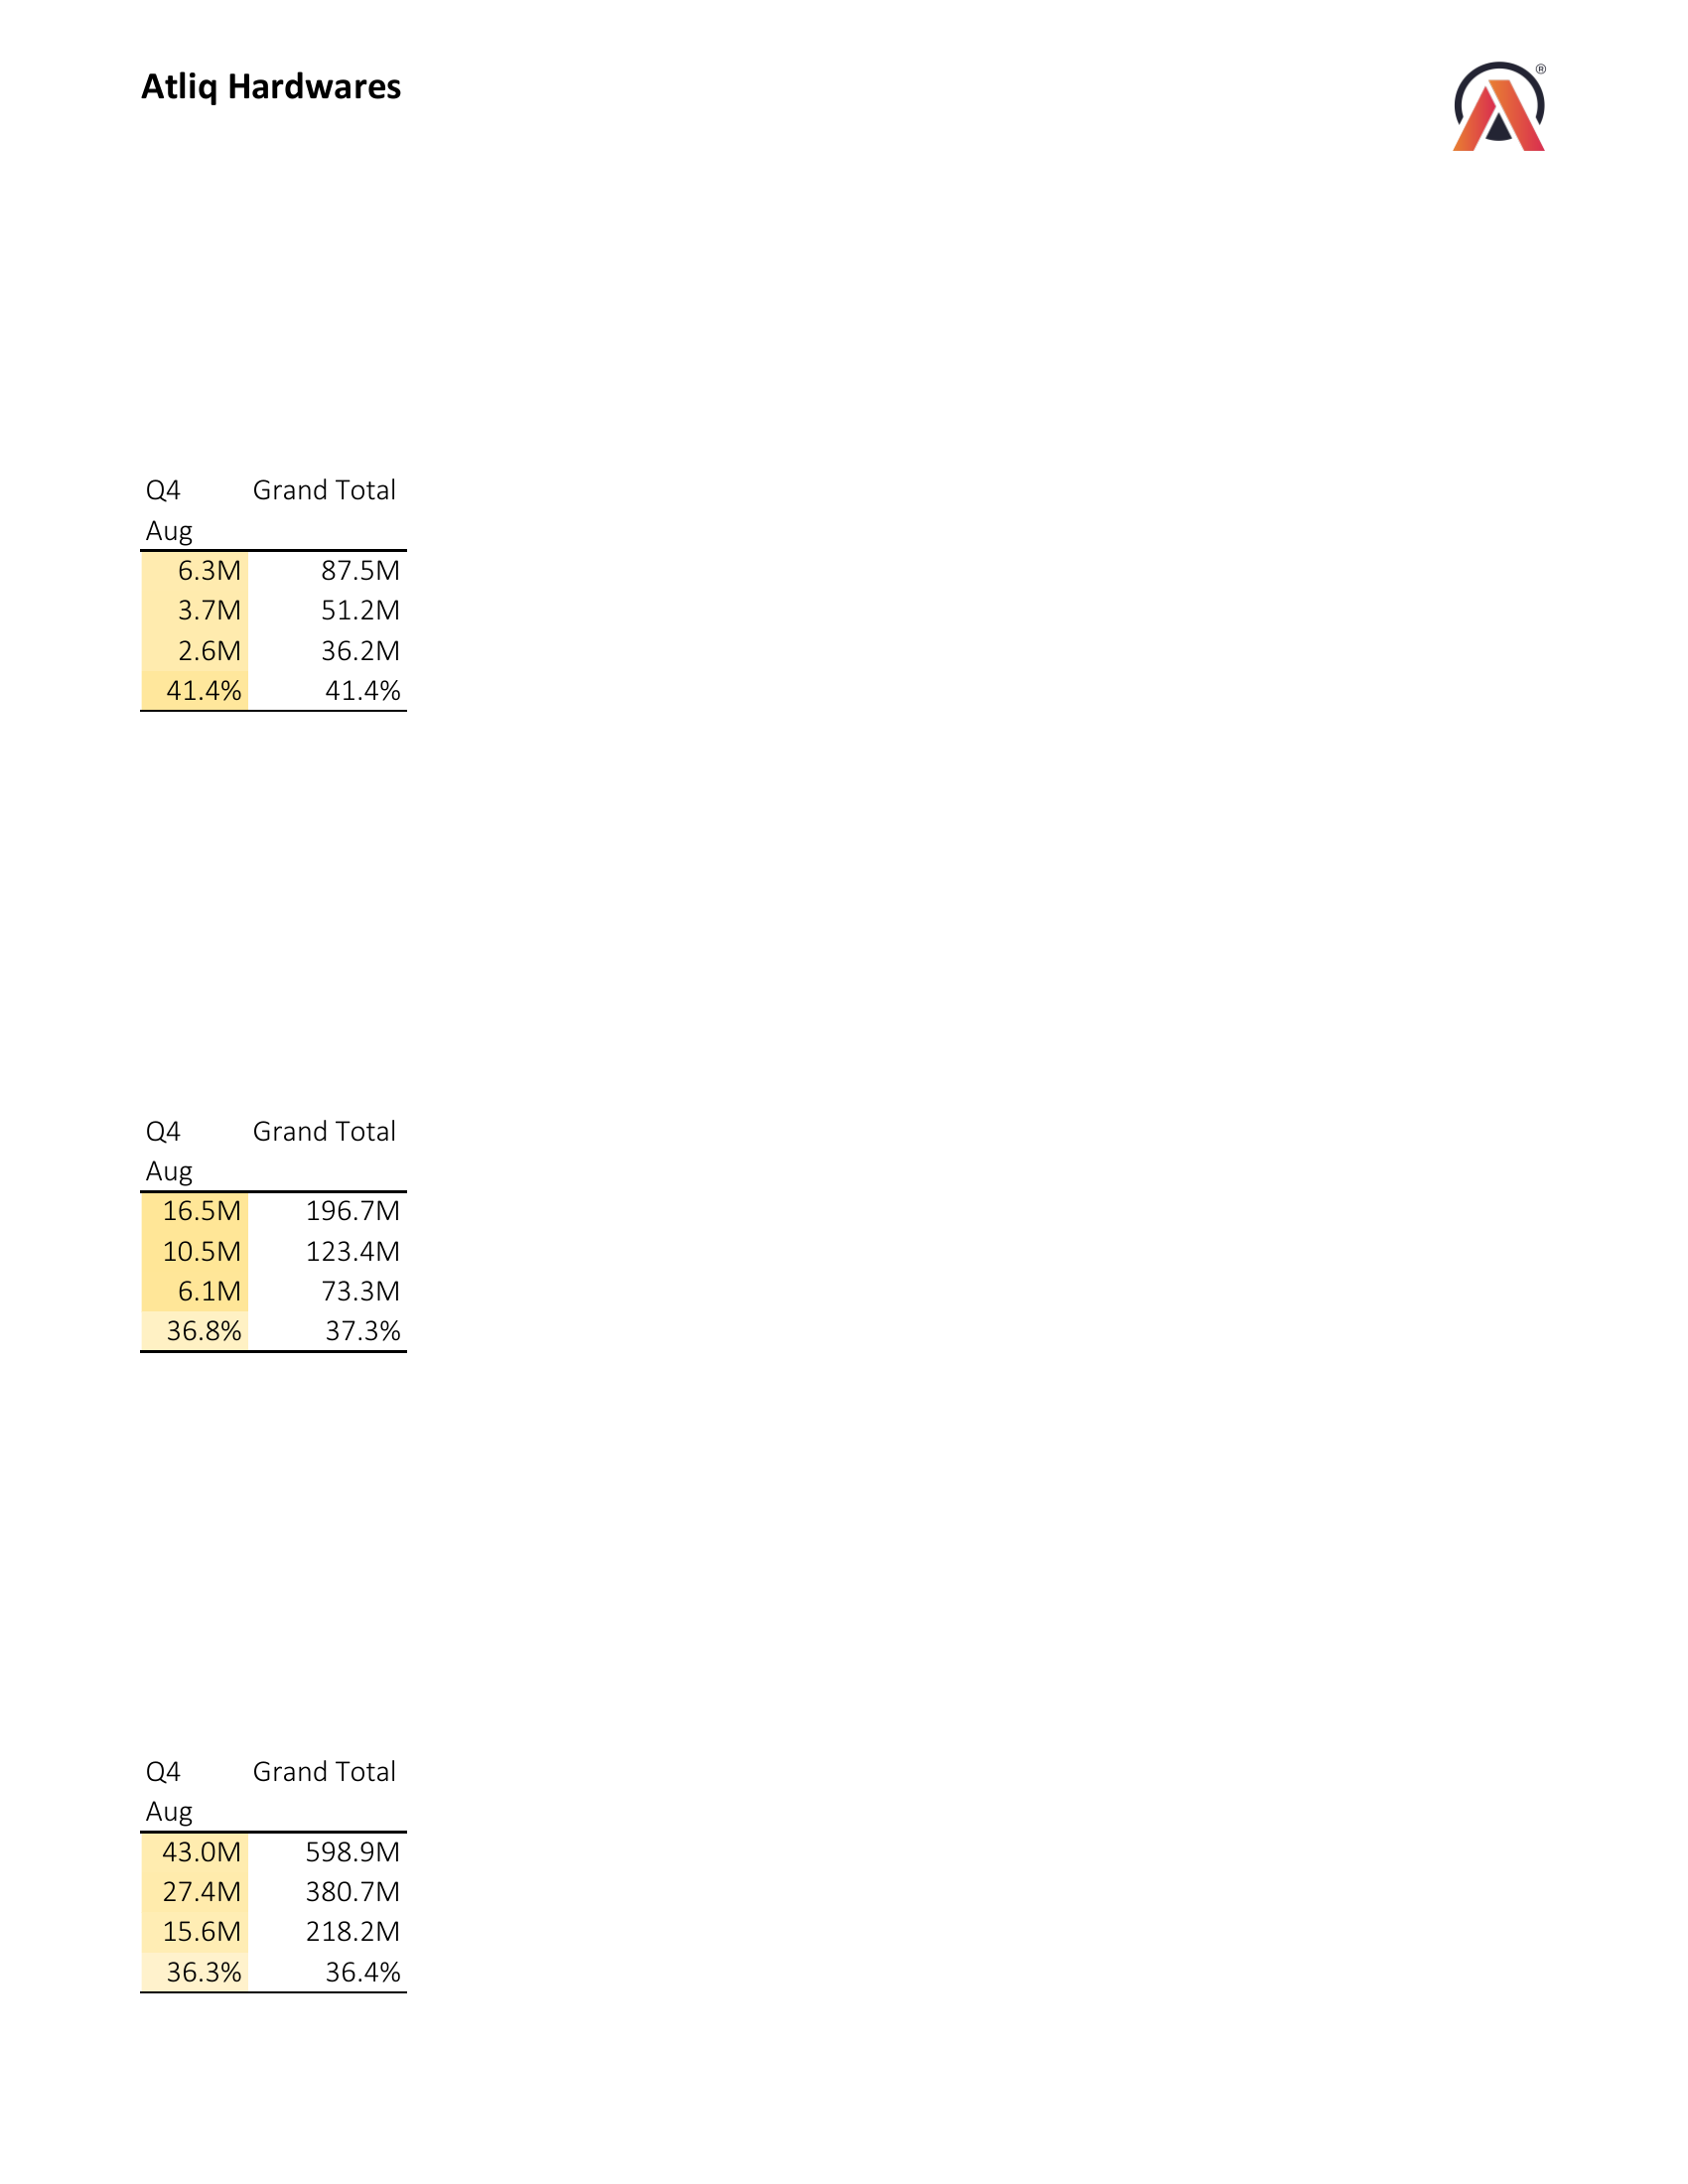 Atliq Hardwares
®
Q4 Grand Total
Aug
6.3M 87.5M
3.7M 51.2M
2.6M 36.2M
41.4% 41.4%
Q4 Grand Total
Aug
16.5M 196.7M
10.5M 123.4M
6.1M 73.3M
36.8% 37.3%
Q4 Grand Total
Aug
43.0M 598.9M
27.4M 380.7M
15.6M 218.2M
36.3% 36.4%